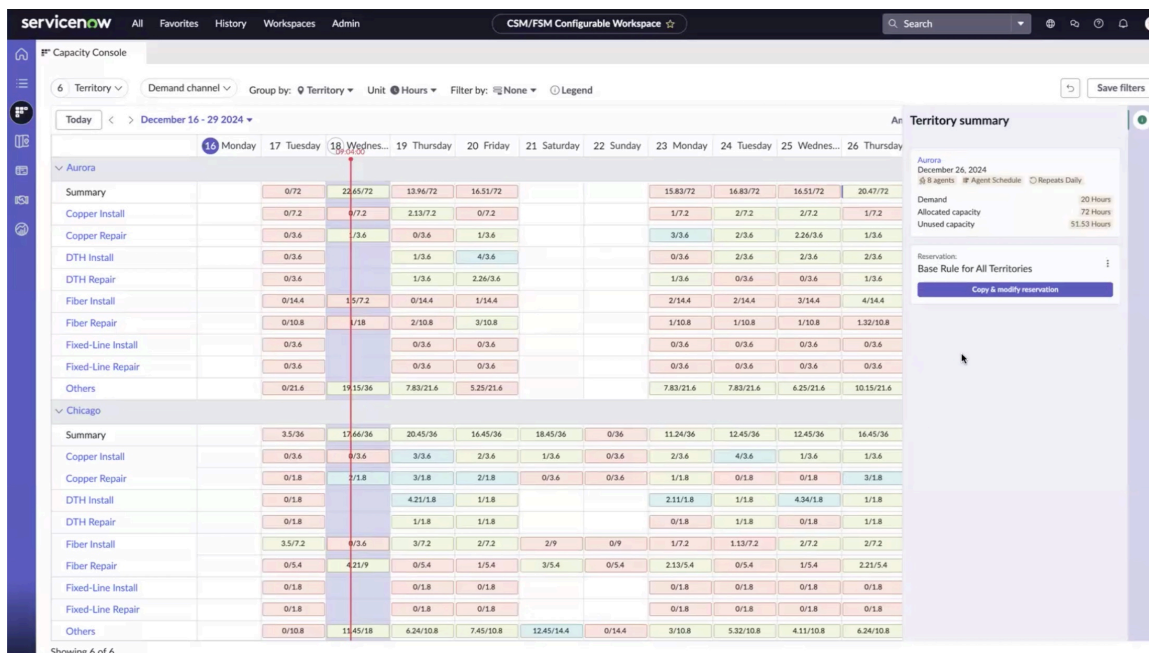 servicenow All Favorites History Workspaces Admin CSM/FSM Configurable Workspace Search
Capacity Console
6 Territory Demand channel Group by: Territory Unit Hours Filter by: None Legend Save filters
Today December 16 - 29 2024
16 Monday 17 Tuesday 18 Wednes... 19 Thursday 20 Friday 21 Saturday 22 Sunday 23 Monday 24 Tuesday 25 Wednes... 26 Thursday
09:04:00
Aurora
Summary 0/72 22.65/72 13.96/72 16.51/72 15.83/72 16.83/72 16.51/72 20.47/72
Copper Install 0/7.2 0/7.2 2.13/7.2 0/7.2 1/7.2 2/7.2 2/7.2 1/7.2
Copper Repair 0/3.6 /3.6 0/3.6 1/3.6 3/3.6 2/3.6 2.26/3.6 1/3.6
DTH Install 0/3.6 1/3.6 4/3.6 0/3.6 2/3.6 2/3.6 2/3.6
DTH Repair 0/3.6 1/3.6 2.26/3.6 1/3.6 0/3.6 0/3.6 1/3.6
Fiber Install 0/14.4 1.5/7.2 0/14.4 1/14.4 2/14.4 2/14.4 3/14.4 4/14.4
Fiber Repair 0/10.8 /18 2/10.8 3/10.8 1/10.8 1/10.8 1/10.8 1.32/10.8
Fixed-Line Install 0/3.6 0/3.6 0/3.6 0/3.6 0/3.6 0/3.6 0/3.6
Fixed-Line Repair 0/3.6 0/3.6 0/3.6 0/3.6 0/3.6 0/3.6 0/3.6
Others 0/21.6 19.15/36 7.83/21.6 5.25/21.6 7.83/21.6 7.83/21.6 6.25/21.6 10.15/21.6
Chicago
Summary 3.5/36 17.66/36 20.45/36 16.45/36 18.45/36 0/36 11.24/36 12.45/36 12.45/36 16.45/36
Copper Install 0/3.6 0/3.6 3/3.6 2/3.6 1/3.6 0/3.6 2/3.6 4/3.6 1/3.6 1/3.6
Copper Repair 0/1.8 2/1.8 3/1.8 2/1.8 0/3.6 0/3.6 1/1.8 0/1.8 0/1.8 3/1.8
DTH Install 0/1.8 4.21/1.8 1/1.8 2.11/1.8 1/1.8 4.34/1.8 1/1.8
DTH Repair 0/1.8 1/1.8 1/1.8 0/1.8 1/1.8 0/1.8 1/1.8
Fiber Install 3.5/7.2 0/3.6 3/7.2 2/7.2 2/9 0/9 1/7.2 1.13/7.2 2/7.2 2/7.2
Fiber Repair 0/5.4 4.21/9 0/5.4 1/5.4 3/5.4 0/5.4 2.13/5.4 0/5.4 1/5.4 2.21/5.4
Fixed-Line Install 0/1.8 0/1.8 0/1.8 0/1.8 0/1.8 0/1.8 0/1.8
Fixed-Line Repair 0/1.8 0/1.8 0/1.8 0/1.8 0/1.8 0/1.8 0/1.8
Others 0/10.8 11.45/18 6.24/10.8 7.45/10.8 12.45/14.4 0/14.4 3/10.8 5.32/10.8 4.11/10.8 6.24/10.8
Showing 6 of 6
Territory summary
Aurora
December 26, 2024
8 agents Agent Schedule Repeats Daily
Demand 20 Hours
Allocated capacity 72 Hours
Unused capacity 51.53 Hours
Reservation:
Base Rule for All Territories
Copy & modify reservation